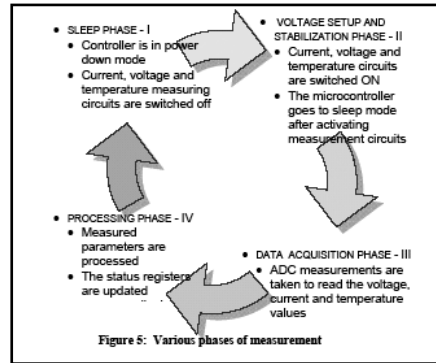 • SLEEP PHASE - I
• Controller is in power
down mode
• Current, voltage and
temperature measuring
circuits are switched off
• VOLTAGE SETUP AND
STABILIZATION PHASE - II
• Current, voltage and
temperature circuits
are switched ON
• The microcontroller
goes to sleep mode
after activating
measurement circuits
• DATA ACQUISITION PHASE - III
• ADC measurements are
taken to read the voltage,
current and temperature
values
• PROCESSING PHASE - IV
• Measured
parameters are
processed
• The status registers
are updated
Figure 5: Various phases of measurement